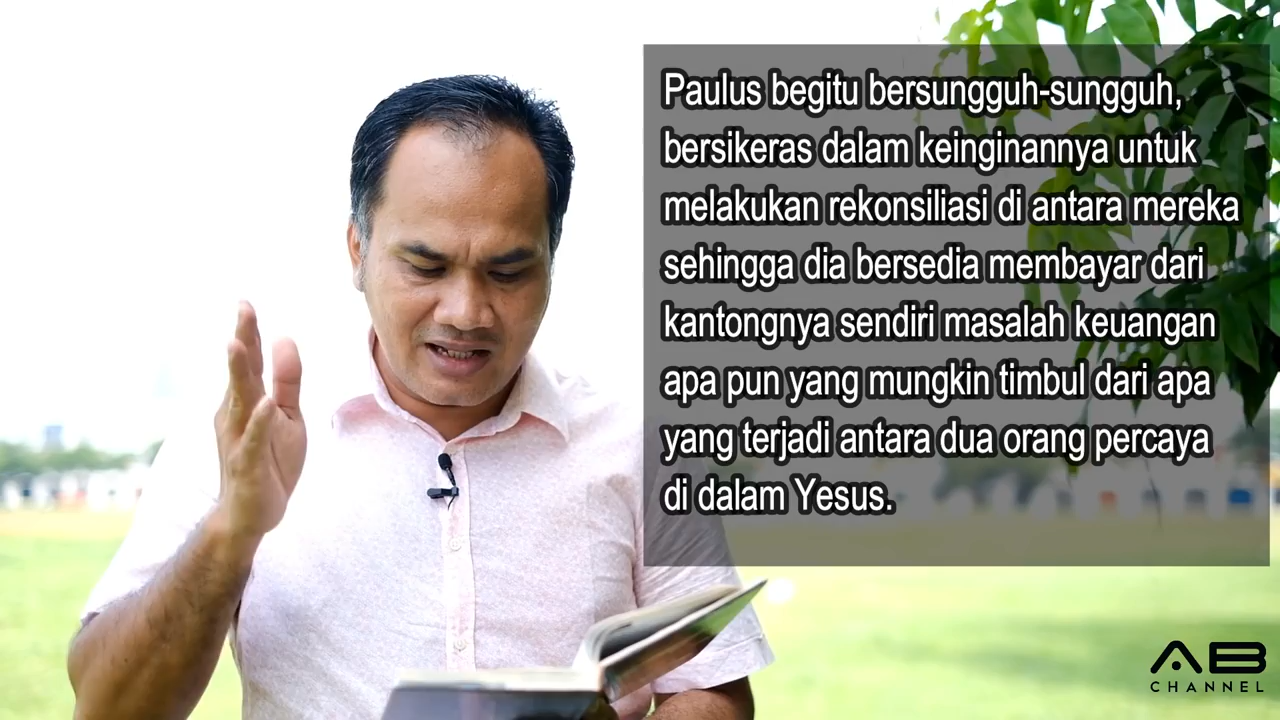 Paulus begitu bersungguh-sungguh,
bersikeras dalam keinginannya untuk
melakukan rekonsiliasi di antara mereka
sehingga dia bersedia membayar dari
kantongnya sendiri masalah keuangan
apa pun yang mungkin timbul dari apa
yang terjadi antara dua orang percaya
di dalam Yesus.
AB
CHANNEL